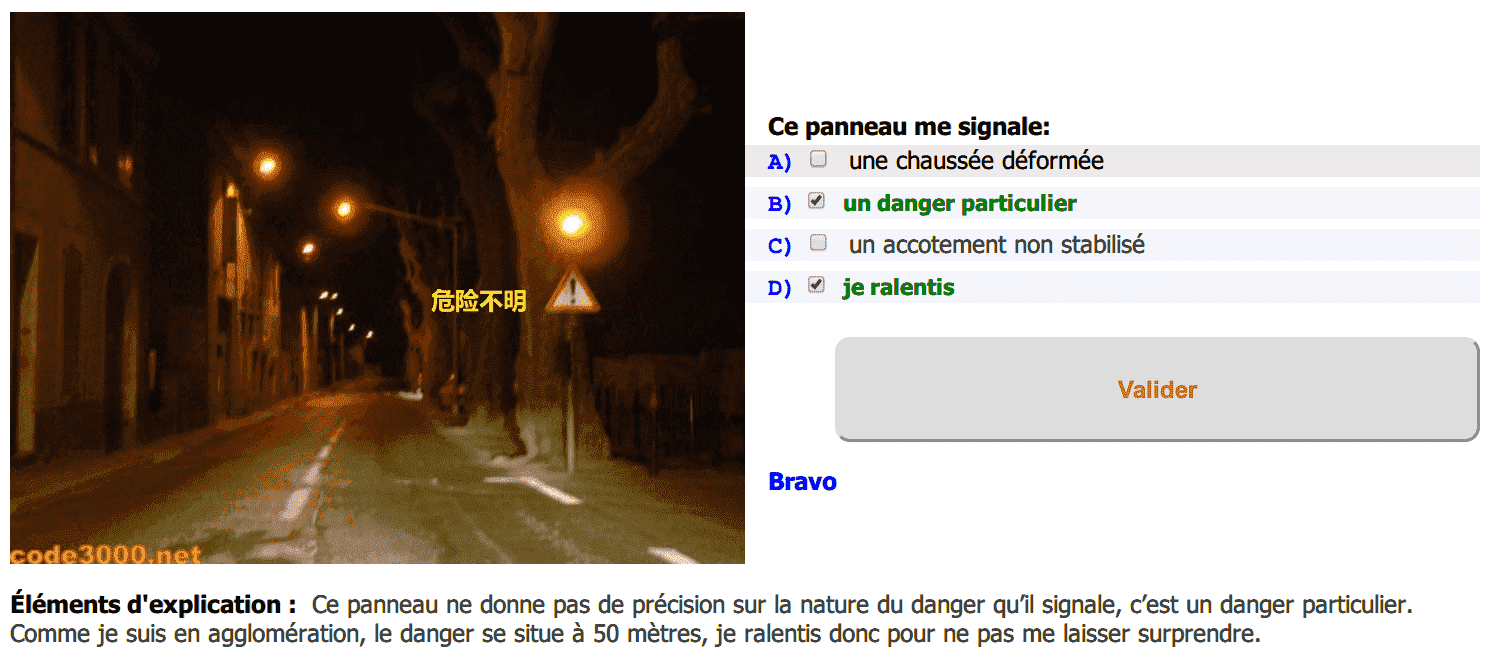 Ce panneau me signale:
A) une chaussée déformée
B) un danger particulier
C) un accotement non stabilisé
D) je ralentis
危险不明
Valider
Bravo
code3000.net
Éléments d'explication : Ce panneau ne donne pas de précision sur la nature du danger qu’il signale, c’est un danger particulier.
Comme je suis en agglomération, le danger se situe à 50 mètres, je ralentis donc pour ne pas me laisser surprendre.